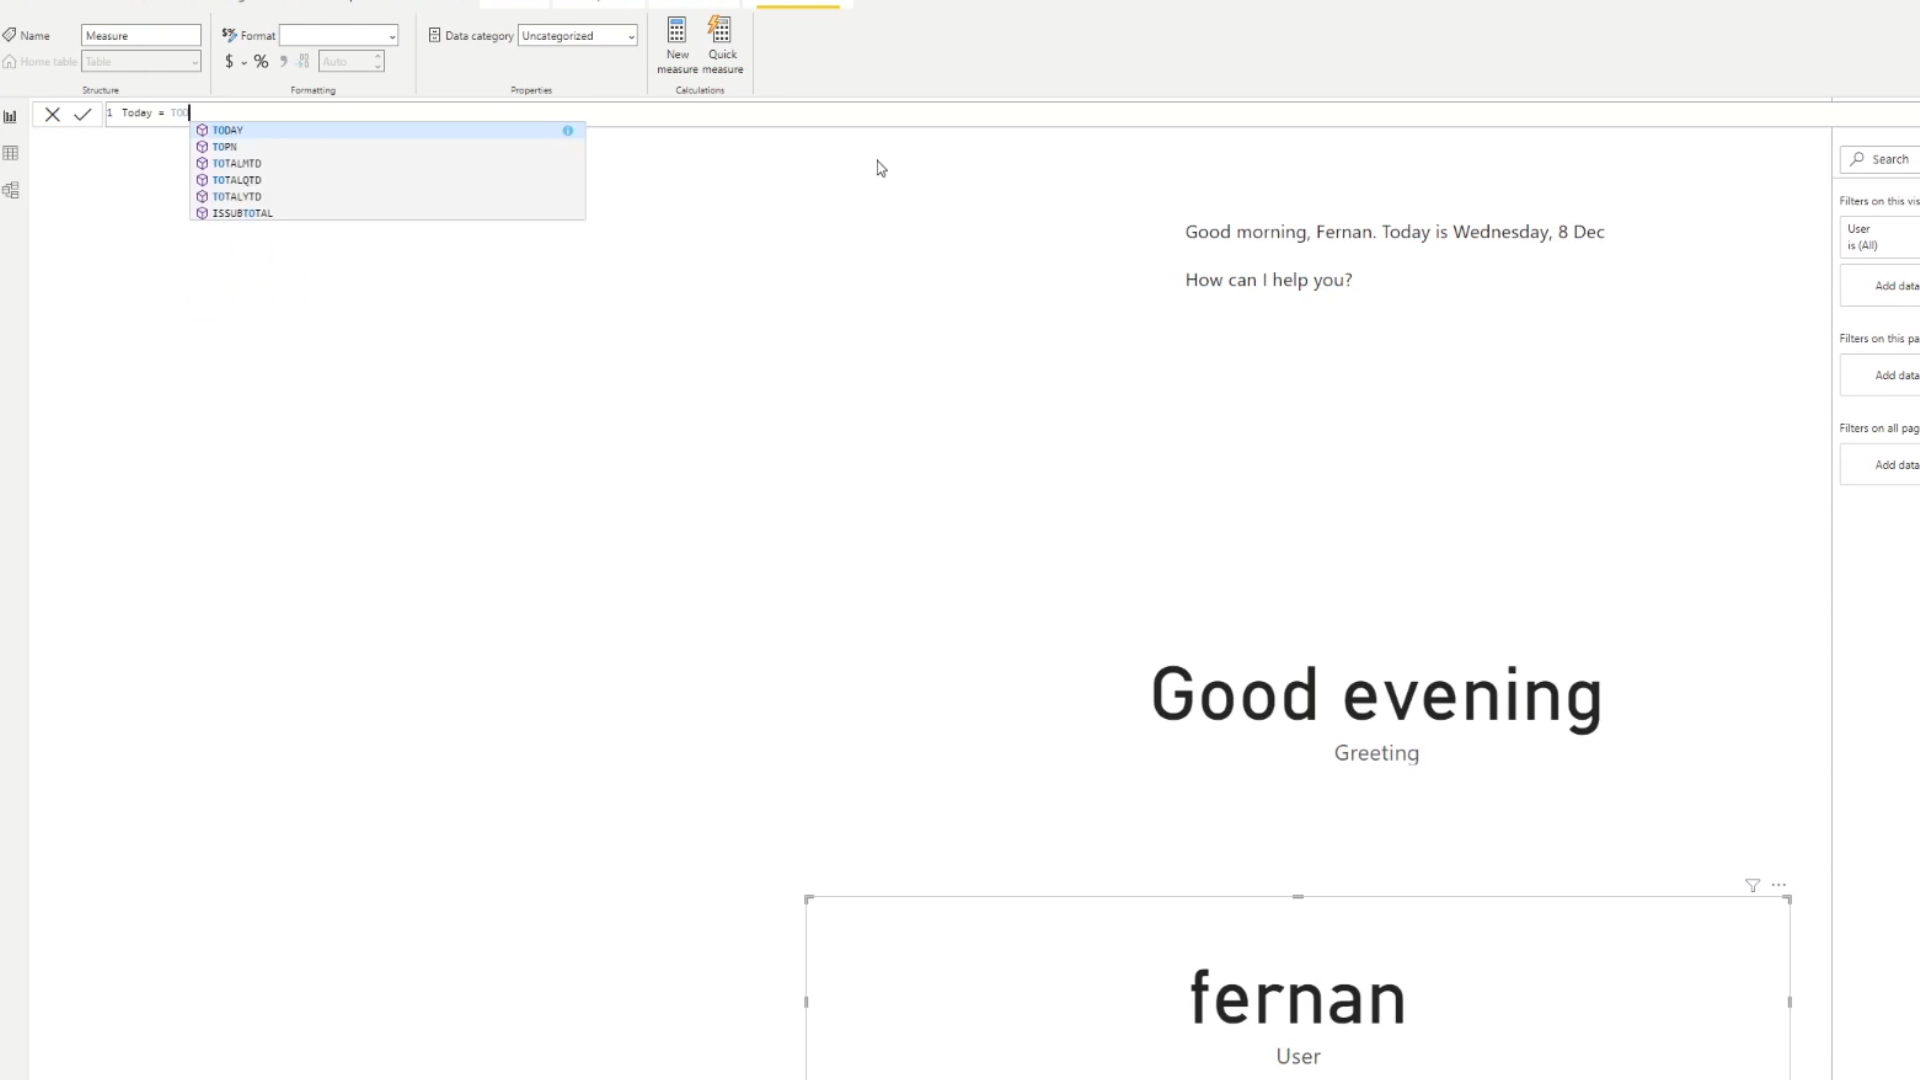 Name
Measure
Format
Data category
Uncategorized
New measure
Quick measure
Home table
Table
$
%
Auto
Structure
Formatting
Properties
Calculations
1 Today = TOD
TODAY
TOPN
TOTALMTD
TOTALQTD
TOTALYTD
ISSUBTOTAL
Search
Good morning, Fernan. Today is Wednesday, 8 Dec
How can I help you?
Filters on this vis
User
is (All)
Add data
Filters on this pa
Add data
Filters on all pag
Add data
Good evening
Greeting
fernan
User